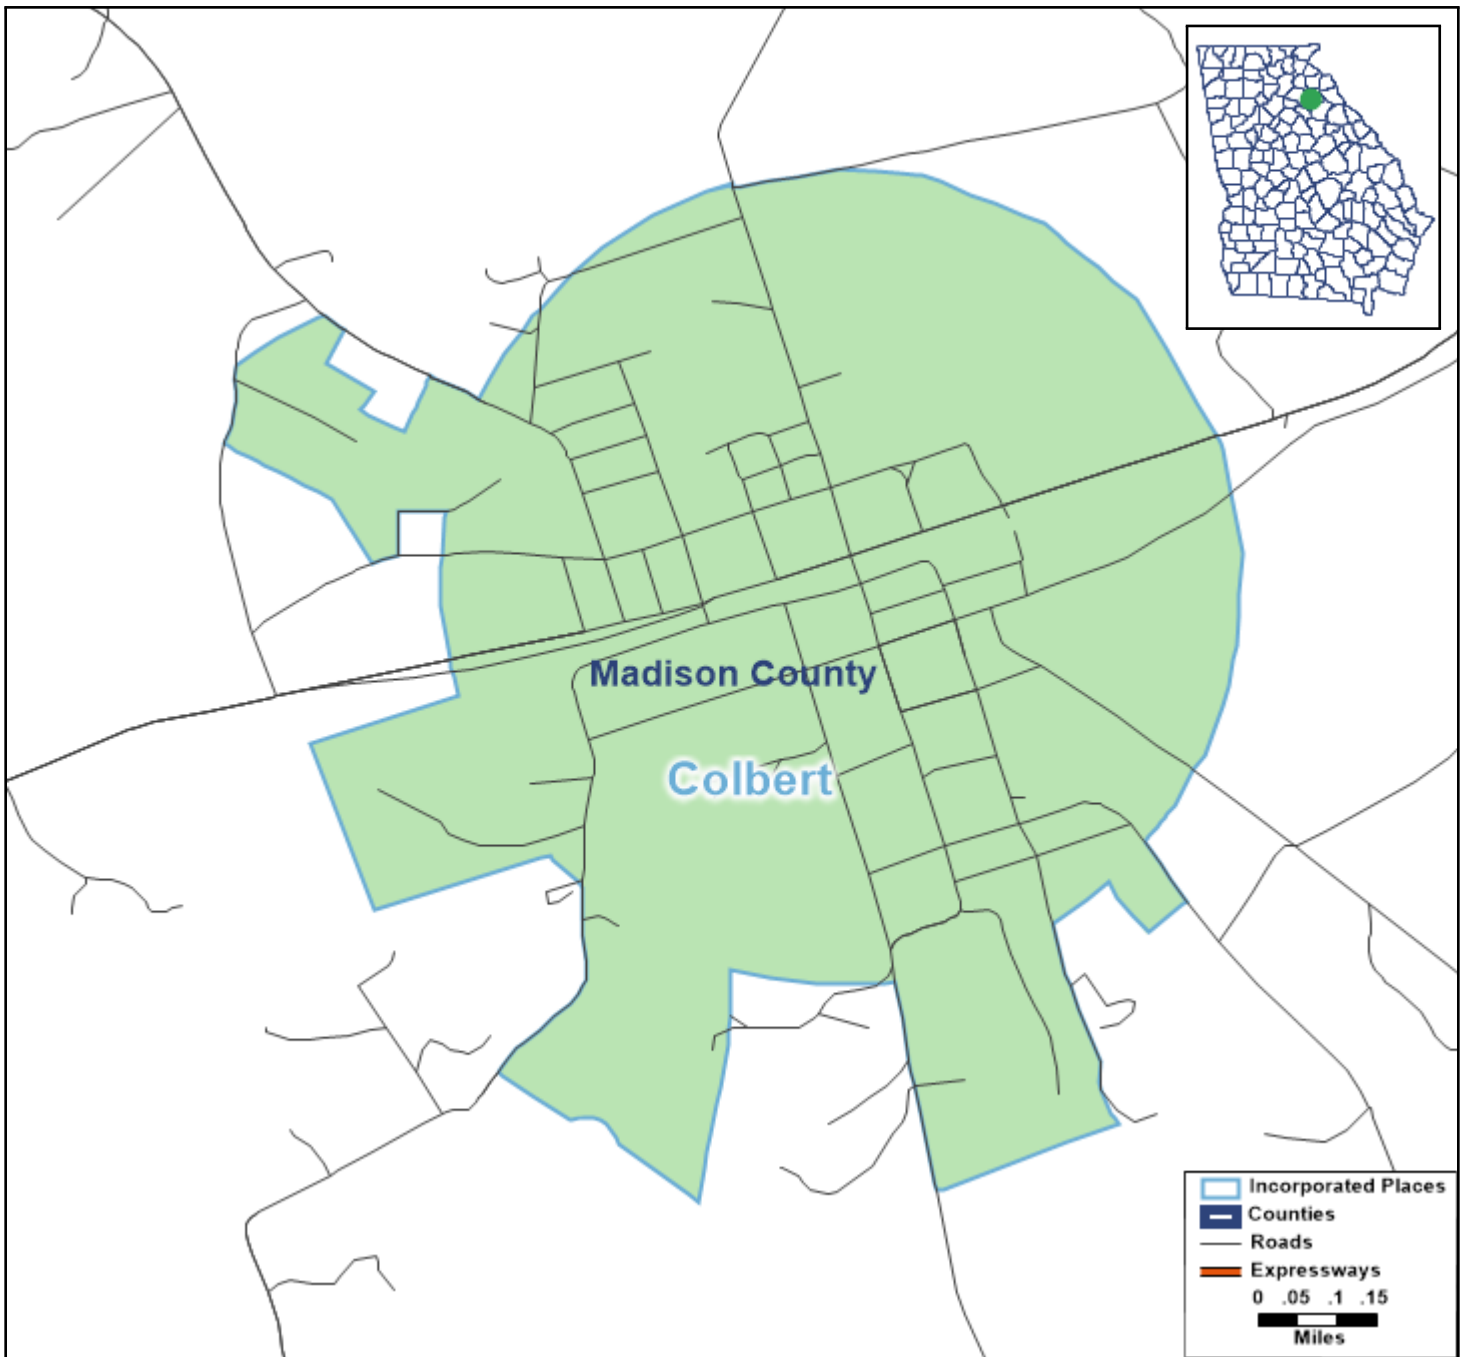 Madison County
Colbert
Incorporated Places
Counties
Roads
Expressways
0 .05 .1 .15
Miles